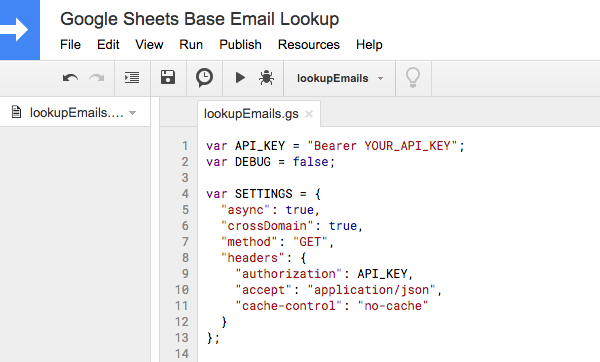 Google Sheets Base Email Lookup
File Edit View Run Publish Resources Help
lookupEmails
lookupEmails.... lookupEmails.gs ×
1 var API_KEY = "Bearer YOUR_API_KEY";
2 var DEBUG = false;
3
4 var SETTINGS = {
5   "async": true,
6   "crossDomain": true,
7   "method": "GET",
8   "headers": {
9     "authorization": API_KEY,
10     "accept": "application/json",
11     "cache-control": "no-cache"
12   }
13 };
14